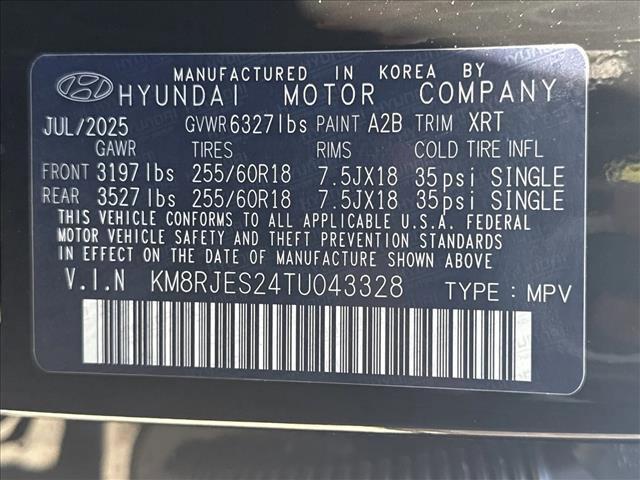 MANUFACTURED IN KOREA BY
HYUNDAI MOTOR COMPANY
JUL/2025 GVWR 6327lbs PAINT A2B TRIM XRT
GAWR TIRES RIMS COLD TIRE INFL
FRONT 3197lbs 255/60R18 7.5JX18 35psi SINGLE
REAR 3527lbs 255/60R18 7.5JX18 35psi SINGLE
THIS VEHICLE CONFORMS TO ALL APPLICABLE U.S.A. FEDERAL
MOTOR VEHICLE SAFETY AND THEFT PREVENTION STANDARDS
IN EFFECT ON THE DATE OF MANUFACTURE SHOWN ABOVE.
V.I.N KM8RJES24TU043328 TYPE : MPV